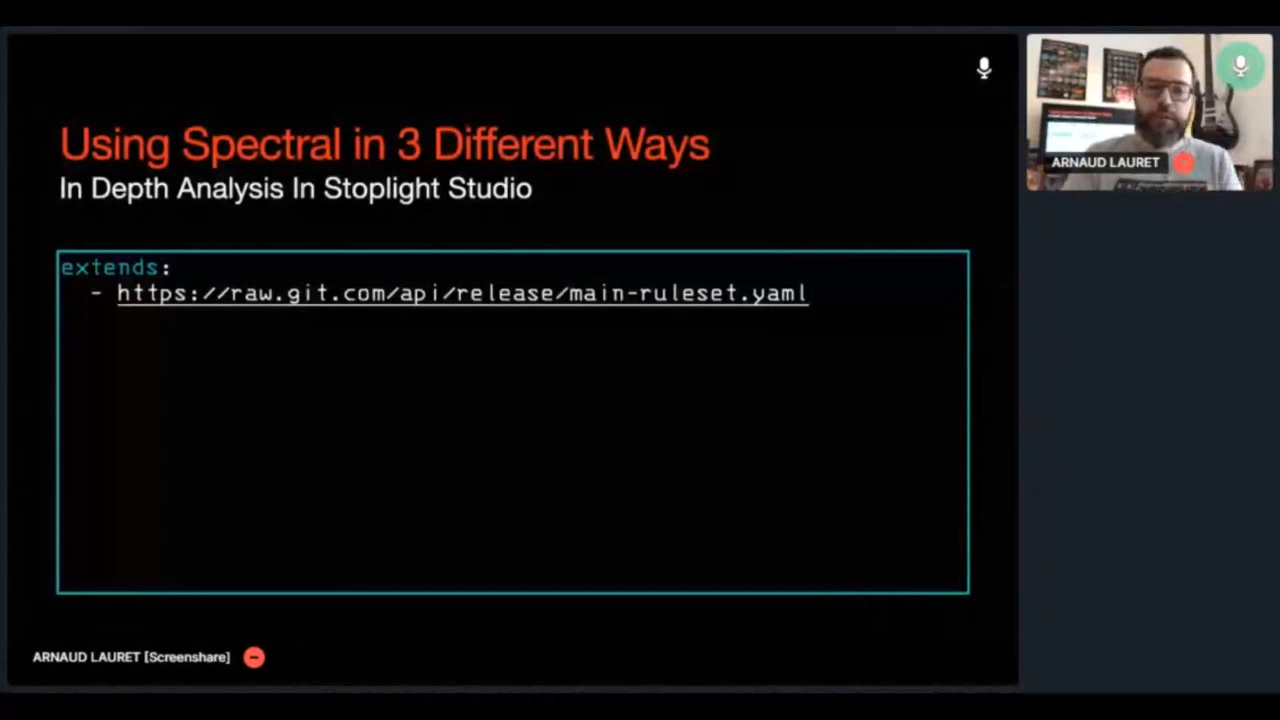 Using Spectral in 3 Different Ways
In Depth Analysis In Stoplight Studio
extends:
- https://raw.git.com/api/release/main-ruleset.yaml
ARNAUD LAURET [Screenshare]
ARNAUD LAURET